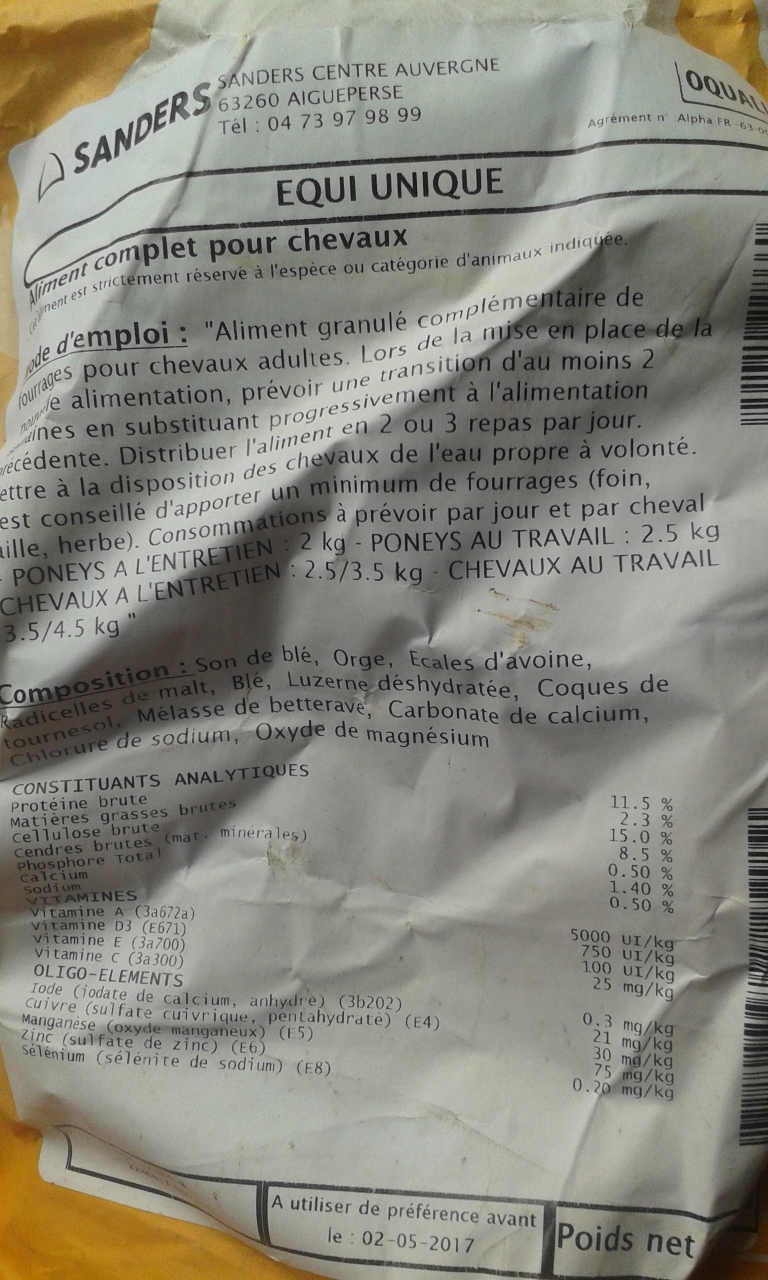 SANDERS
SANDERS CENTRE AUVERGNE
63260 AIGUEPERSE
Tél : 04 73 97 98 99
OQUAL
Agrément n° :Alpha FR -63-0
EQUI UNIQUE
Aliment complet pour chevaux
Cet aliment est strictement réservé à l'espèce ou catégorie d'animaux indiquée.
ode d'emploi : "Aliment granulé complémentaire de
fourrages pour chevaux adultes. Lors de la mise en place de la
nouvelle alimentation, prévoir une transition d'au moins 2
aines en substituant progressivement à l'alimentation
récédente. Distribuer l'aliment en 2 ou 3 repas par jour.
ettre à la disposition des chevaux de l'eau propre à volonté.
est conseillé d'apporter un minimum de fourrages (foin,
aille, herbe). Consommations à prévoir par jour et par cheval
- PONEYS A L'ENTRETIEN : 2 kg - PONEYS AU TRAVAIL : 2.5 kg
CHEVAUX A L'ENTRETIEN : 2.5/3.5 kg - CHEVAUX AU TRAVAIL
3.5/4.5 kg "
Composition : Son de blé, Orge, Ecales d'avoine,
Radicelles de malt, Blé, Luzerne déshydratée, Coques de
tournesol, Mélasse de betterave, Carbonate de calcium,
Chlorure de sodium, Oxyde de magnésium
CONSTITUANTS ANALYTIQUES
Protéine brute 11.5 %
Matières grasses brutes 2.3 %
Cellulose brute 15.0 %
Cendres brutes (mat. minérales) 8.5 %
Phosphore Total 0.50 %
Calcium 1.40 %
Sodium 0.50 %
VITAMINES
Vitamine A (3a672a) 5000 UI/kg
Vitamine D3 (E671) 750 UI/kg
Vitamine E (3a700) 100 UI/kg
Vitamine C (3a300) 25 mg/kg
OLIGO-ELEMENTS
Iode (iodate de calcium, anhydre) (3b202) 0.3 mg/kg
Cuivre (sulfate cuivrique, pentahydraté) (E4) 21 mg/kg
Manganèse (oxyde manganeux) (E5) 30 mg/kg
Zinc (sulfate de zinc) (E6) 75 mg/kg
Sélénium (sélénite de sodium) (E8) 0.20 mg/kg
A utiliser de préférence avant
le : 02-05-2017
Poids net